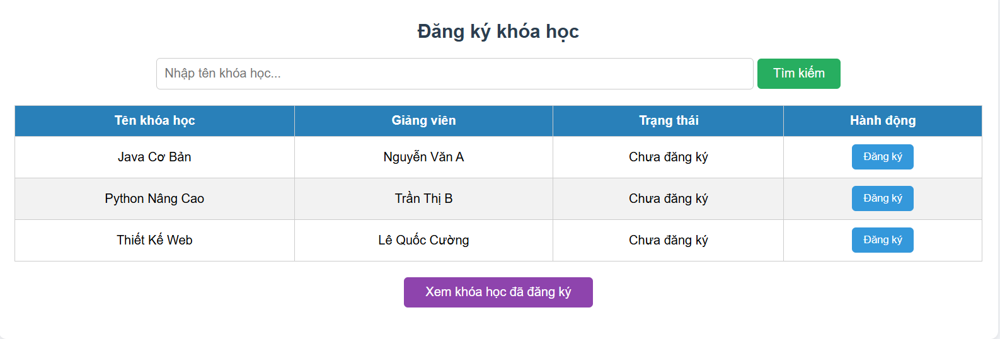 Đăng ký khóa học
Nhập tên khóa học... Tìm kiếm
Tên khóa học Giảng viên Trạng thái Hành động
Java Cơ Bản Nguyễn Văn A Chưa đăng ký Đăng ký
Python Nâng Cao Trần Thị B Chưa đăng ký Đăng ký
Thiết Kế Web Lê Quốc Cường Chưa đăng ký Đăng ký
Xem khóa học đã đăng ký